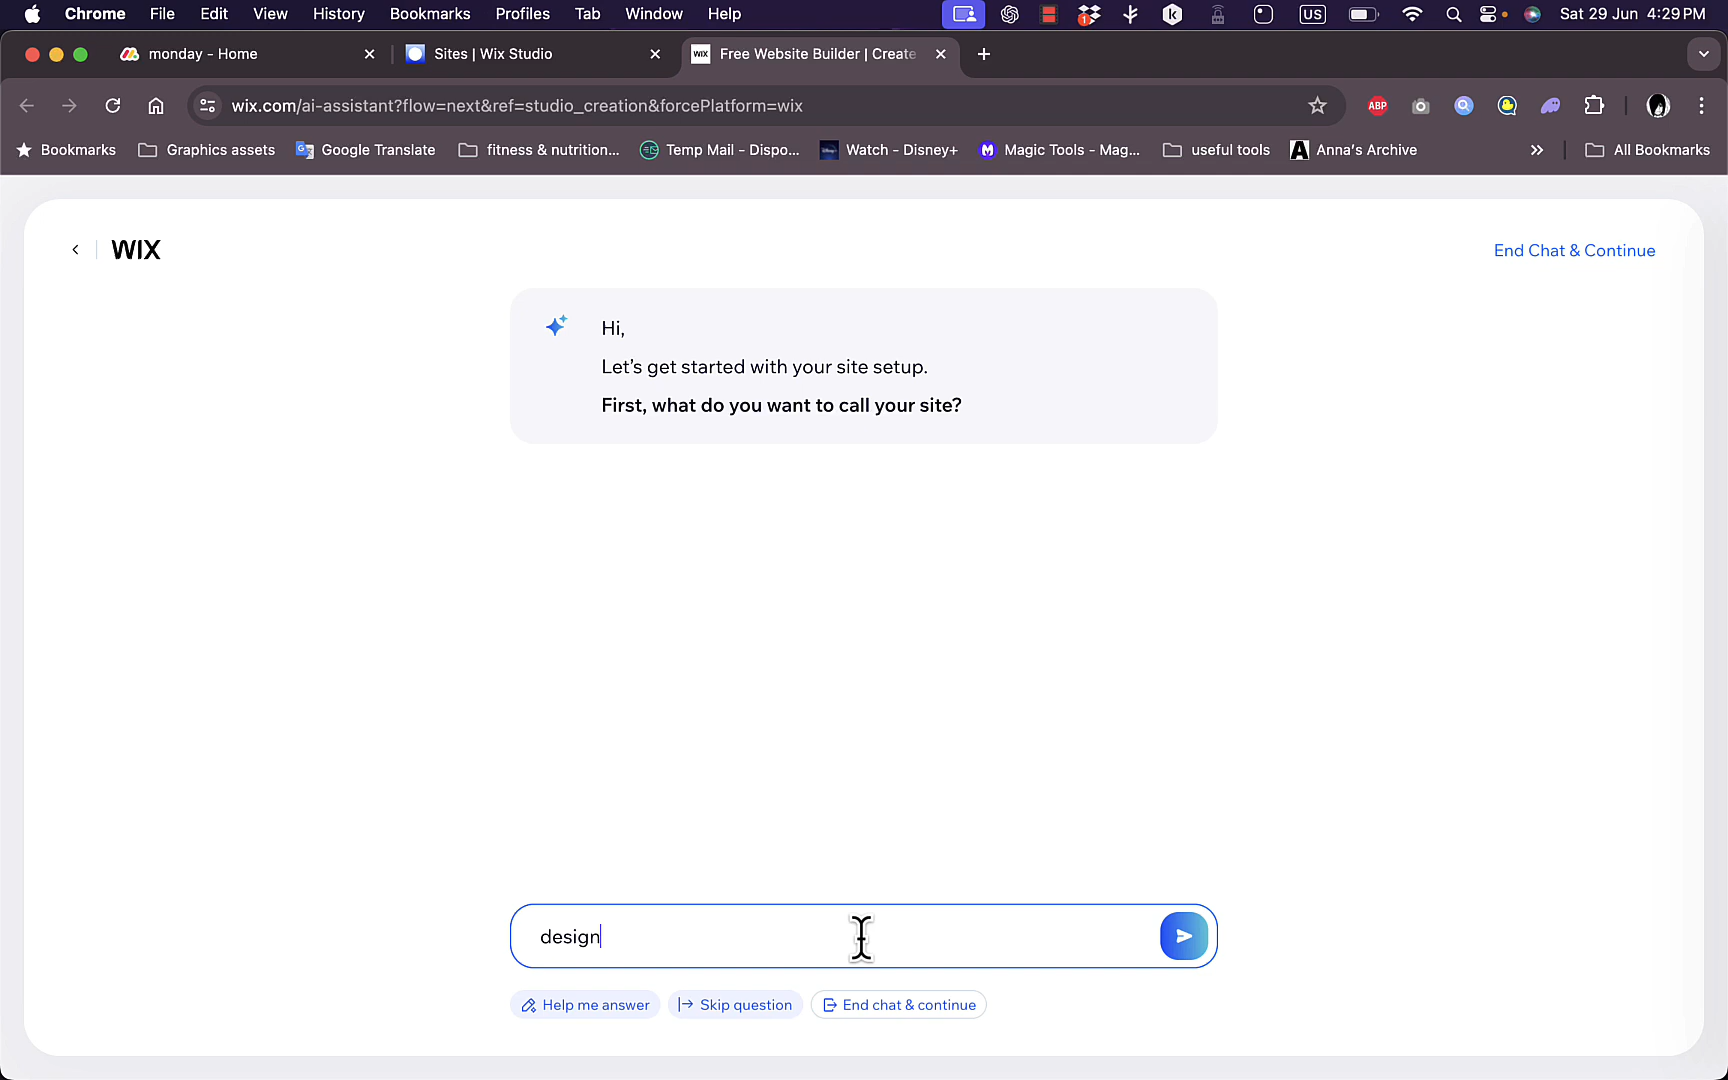 Chrome File Edit View History Bookmarks Profiles Tab Window Help 1 US Sat 29 Jun 4:29 PM
monday - Home Sites | Wix Studio WIX Free Website Builder | Create
wix.com/ai-assistant?flow=next&ref=studio_creation&forcePlatform=wix ABP
Bookmarks Graphics assets Google Translate fitness & nutrition... Temp Mail - Dispo... Watch - Disney+ Magic Tools - Mag... useful tools Anna's Archive All Bookmarks
WIX End Chat & Continue
Hi,
Let's get started with your site setup.
First, what do you want to call your site?
design
Help me answer Skip question End chat & continue